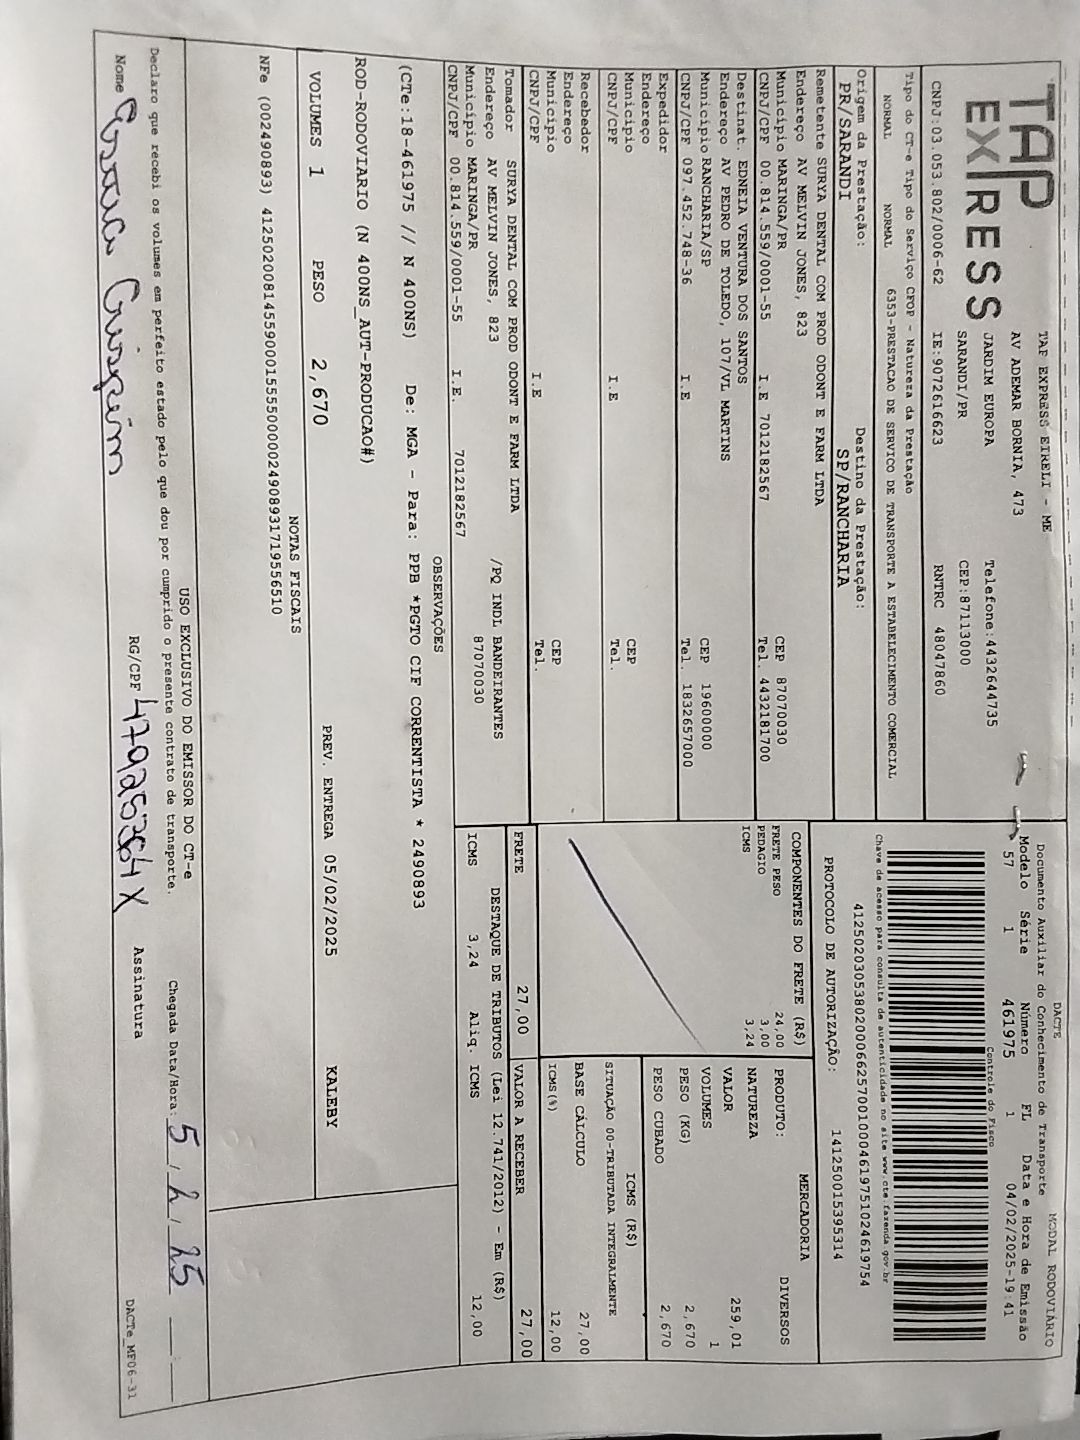 TAP EXPRESS
TAP EXPRESS EIRELI - ME
AV ADEMAR BORNIA, 473
JARDIM EUROPA Telefone:4432644735
SARANDI/PR CEP:87113000
CNPJ:03.053.802/0006-62 IE:9072616623 RNTRC 48047860
DACTE MODAL RODOVIÁRIO
Documento Auxiliar do Conhecimento de Transporte
Modelo Série Número FL Data e Hora de Emissão
57 1 461975 1 04/02/2025-19:41
Controle do Fisco
41250203053802000662570010004619751024619754
Chave de acesso para consulta de autenticidade no site www.cte.fazenda.gov.br
PROTOCOLO DE AUTORIZAÇÃO: 141250015395314
Tipo do CT-e Tipo do Serviço CFOP - Natureza da Prestação
NORMAL NORMAL 6353-PRESTACAO DE SERVICO DE TRANSPORTE A ESTABELECIMENTO COMERCIAL
Origem da Prestação: Destino da Prestação:
PR/SARANDI SP/RANCHARIA
Remetente SURYA DENTAL COM PROD ODONT E FARM LTDA
Endereço AV MELVIN JONES, 823
Município MARINGA/PR CEP 87070030
CNPJ/CPF 00.814.559/0001-55 I.E 7012182567 Tel. 4432181700
Destinat. EDNEIA VENTURA DOS SANTOS
Endereço AV PEDRO DE TOLEDO, 107/VL MARTINS
Município RANCHARIA/SP CEP 19600000
CNPJ/CPF 097.452.748-36 I.E Tel. 1832657000
Expedidor
Endereço
Município CEP
CNPJ/CPF I.E Tel.
Recebedor
Endereço
Município CEP
CNPJ/CPF I.E Tel.
Tomador SURYA DENTAL COM PROD ODONT E FARM LTDA
Endereço AV MELVIN JONES, 823 /PQ INDL BANDEIRANTES
Município MARINGA/PR 87070030
CNPJ/CPF 00.814.559/0001-55 I.E. 7012182567
COMPONENTES DO FRETE (R$)
FRETE PESO 24,00
PEDAGIO 3,00
ICMS 3,24
MERCADORIA
PRODUTO: DIVERSOS
NATUREZA
VALOR 259,01
VOLUMES 1
PESO (KG) 2,670
PESO CUBADO 2,670
ICMS (R$)
SITUAÇÃO 00-TRIBUTADA INTEGRALMENTE
BASE CÁLCULO 27,00
ICMS(%) 12,00
FRETE 27,00 VALOR A RECEBER 27,00
DESTAQUE DE TRIBUTOS (Lei 12.741/2012) - Em (R$)
ICMS 3,24 Aliq. ICMS 12,00
OBSERVAÇÕES
(CTe:18-461975 // N 400NS) De: MGA - Para: PPB *PGTO CIF CORRENTISTA * 2490893
ROD-RODOVIARIO (N 400NS_AUT-PRODUCAO#)
VOLUMES 1 PESO 2,670 PREV. ENTREGA 05/02/2025 KALEBY
NOTAS FISCAIS
NFe (002490893) 41250200814559000155550000024908931719556510
USO EXCLUSIVO DO EMISSOR DO CT-e
Declaro que recebi os volumes em perfeito estado pelo que dou por cumprido o presente contrato de transporte. Chegada Data/Hora: 5 / 2 / 25 __:__
Nome Crispim RG/CPF Assinatura
DACTe_MF06-31